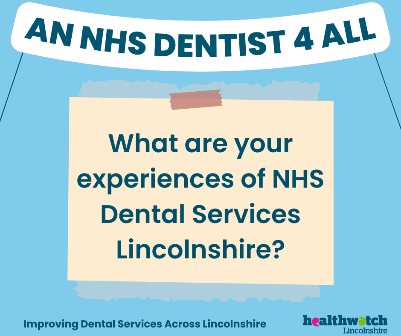 AN NHS DENTIST 4 ALL
What are your
experiences of NHS
Dental Services
Lincolnshire?
Improving Dental Services Across Lincolnshire
healthwatch
Lincolnshire